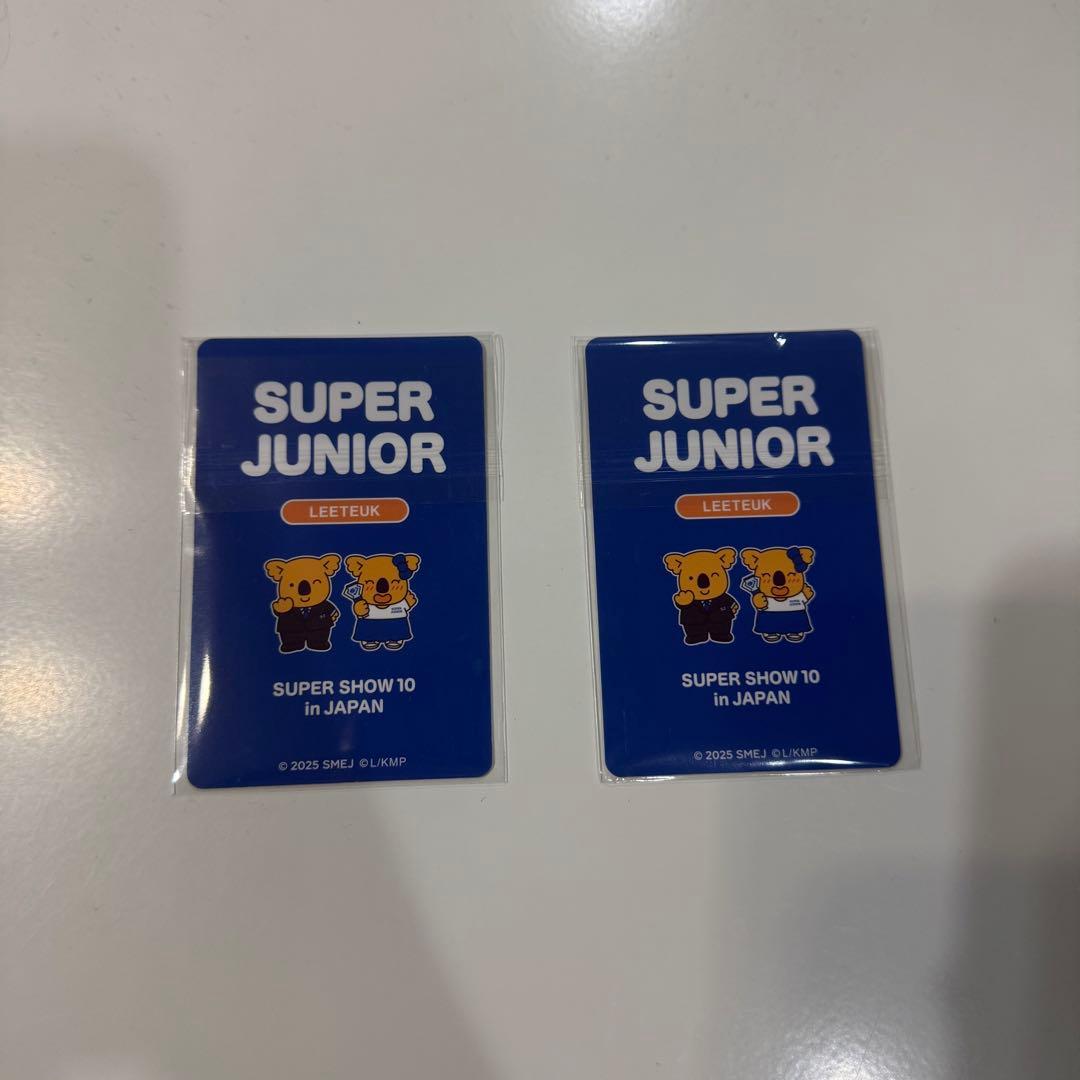 SUPER
JUNIOR
LEETEUK
SUPER SHOW 10
in JAPAN
© 2025 SMEJ ©L/KMP
SUPER
JUNIOR
LEETEUK
SUPER SHOW 10
in JAPAN
© 2025 SMEJ ©L/KMP